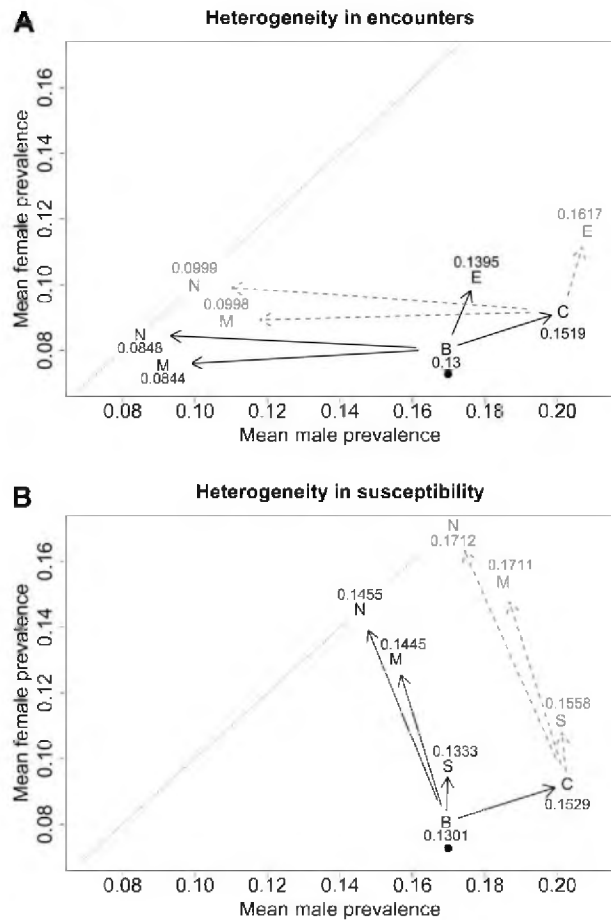 A
Heterogeneity in encounters
Mean female prevalence
0.16
0.14
0.12
0.10
0.08
0.1617
E
0.1395
E
0.0999
N
0.0998
M
C
0.1519
N
0.0848
B
0.13
M
0.0844
0.08 0.10 0.12 0.14 0.16 0.18 0.20
Mean male prevalence
B
Heterogeneity in susceptibility
Mean female prevalence
0.16
0.14
0.12
0.10
0.08
N
0.1712
0.1711
M
0.1455
N
0.1445
M
0.1558
S
0.1333
S
C
0.1529
B
0.1301
0.08 0.10 0.12 0.14 0.16 0.18 0.20
Mean male prevalence